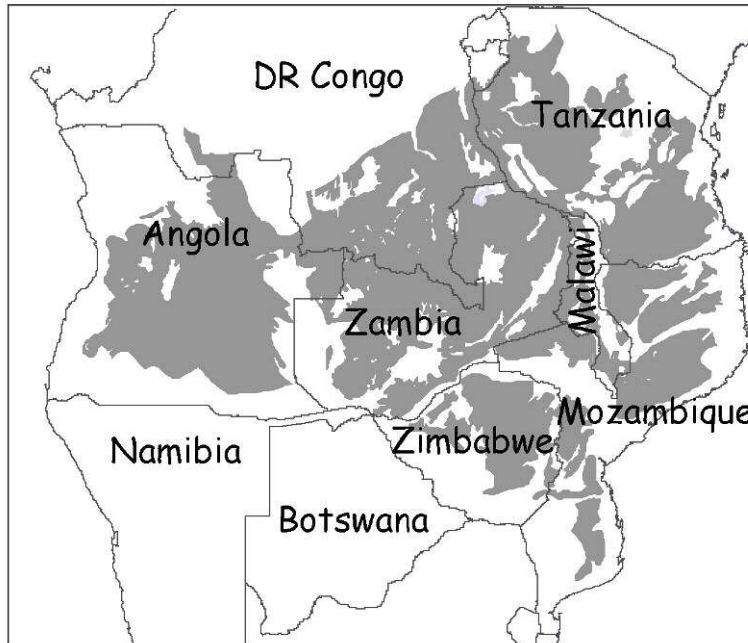 DR Congo
Tanzania
Angola
Malawi
Zambia
Mozambique
Zimbabwe
Namibia
Botswana